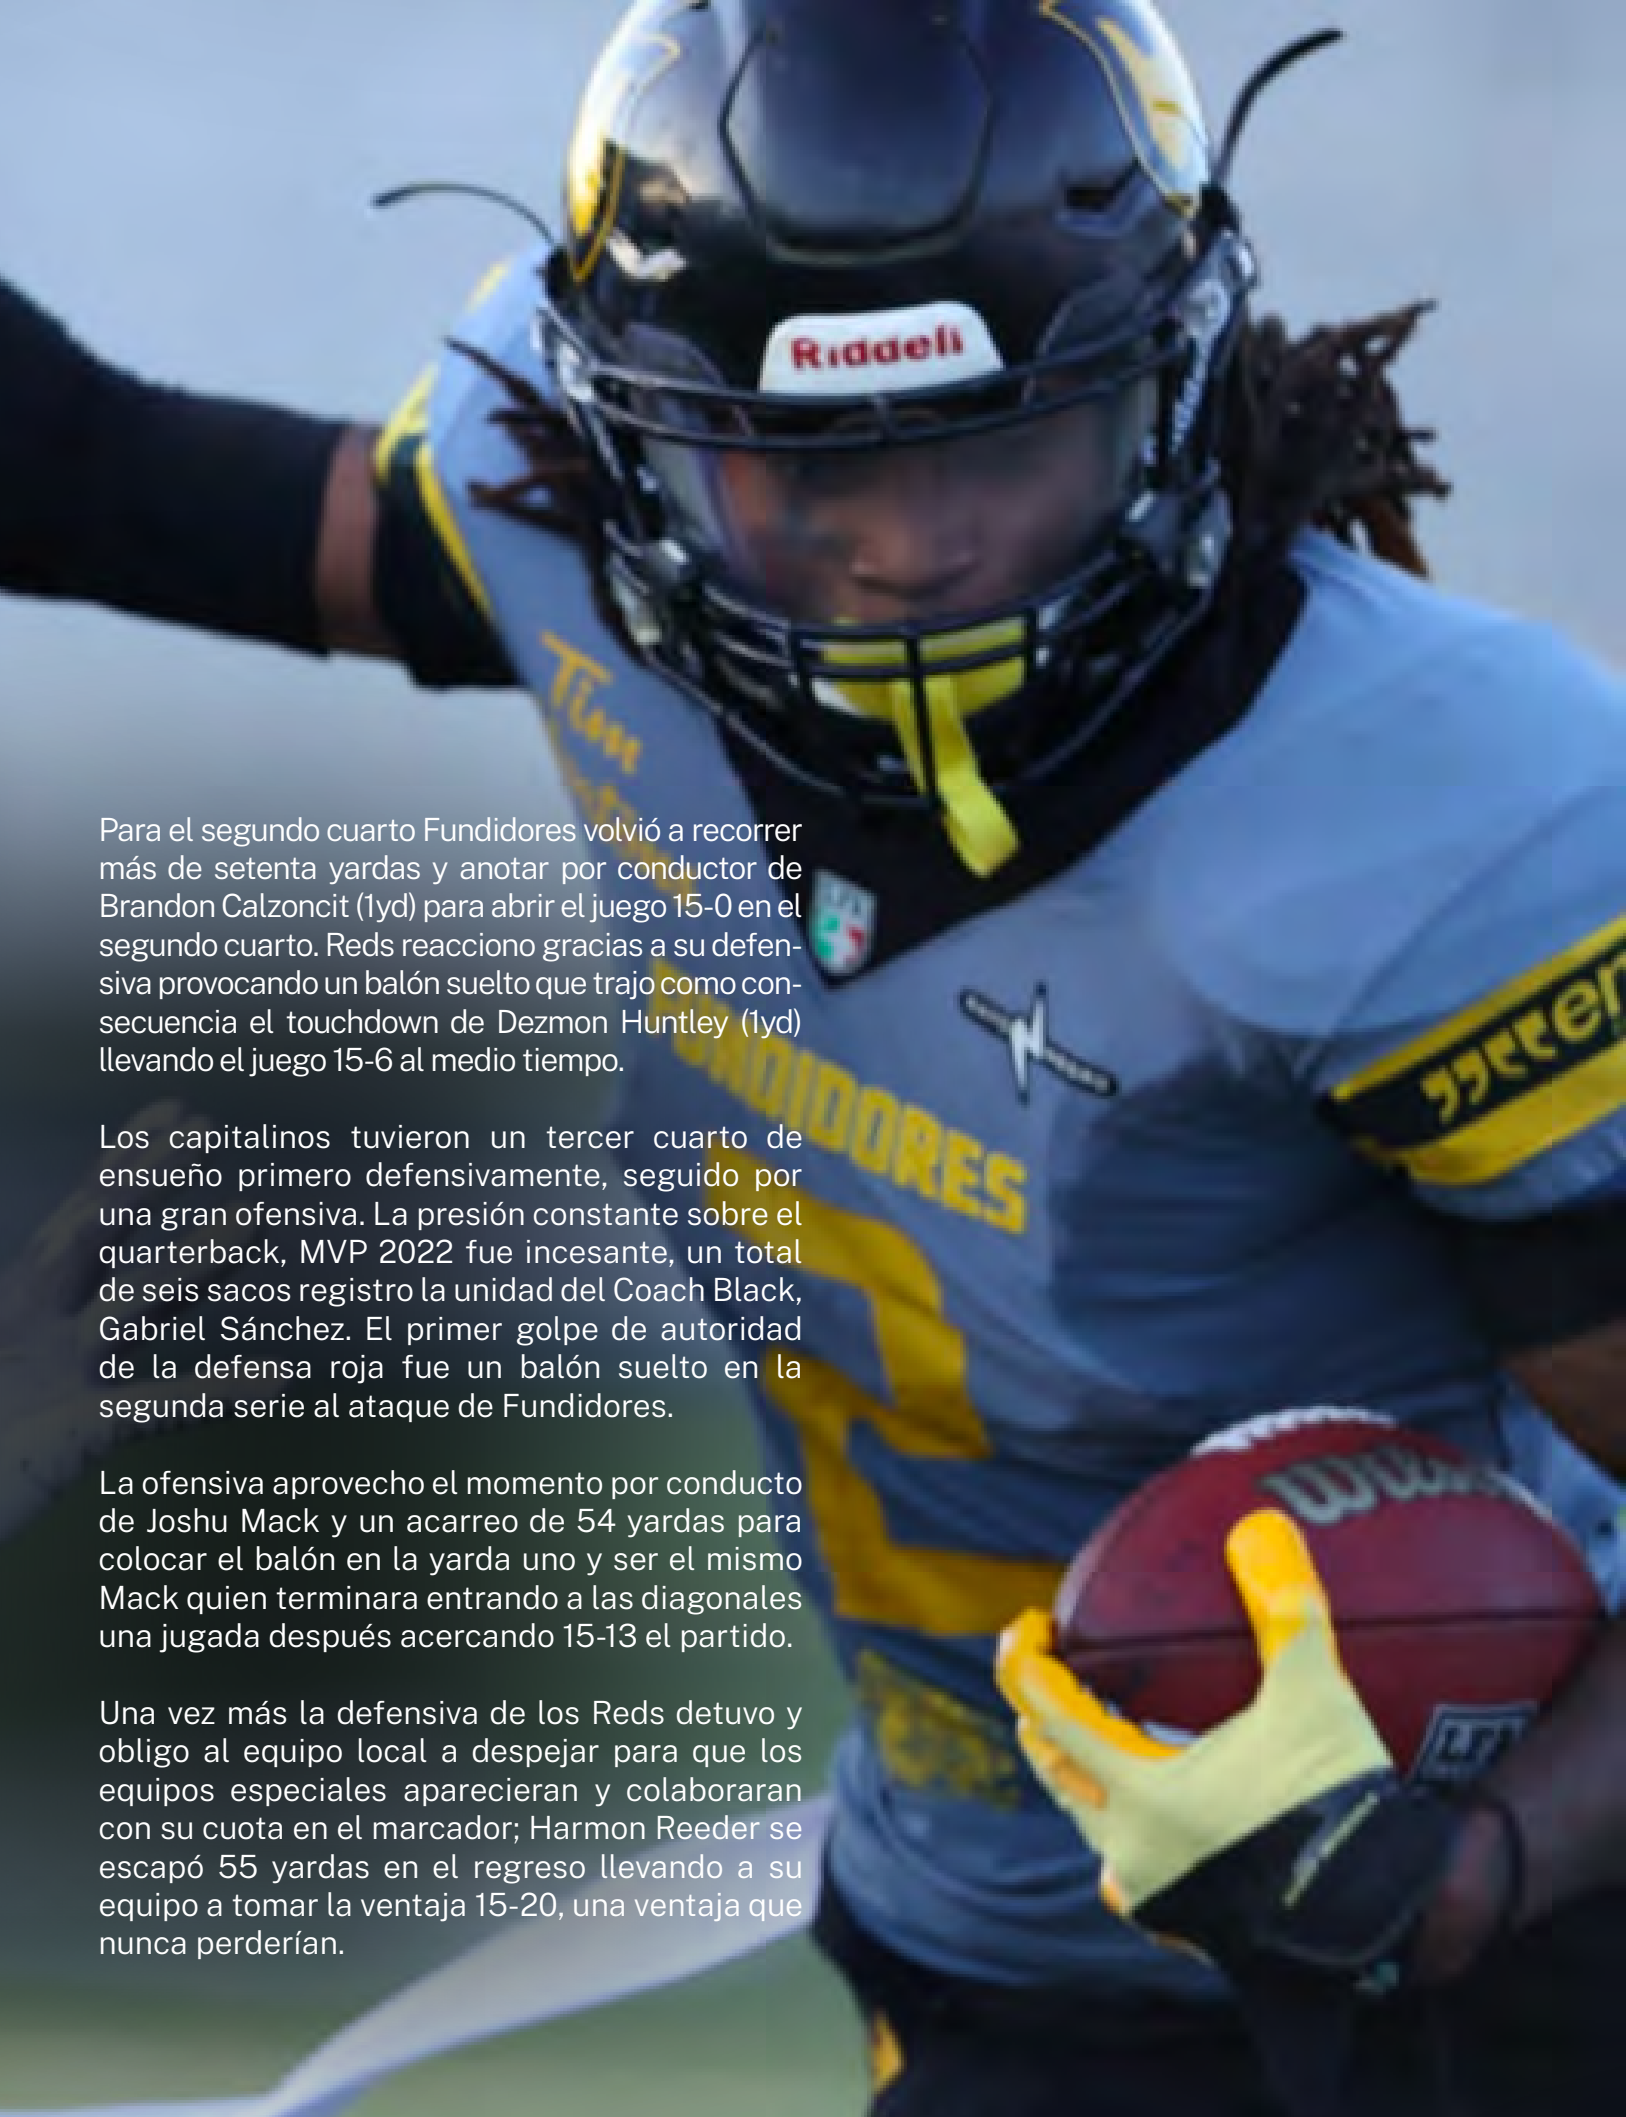 Riddell
Tim
Para el segundo cuarto Fundidores volvió a recorrer
más de setenta yardas y anotar por conductor de
Brandon Calzoncit (1yd) para abrir el juego 15-0 en el
segundo cuarto. Reds reacciono gracias a su defen-
siva provocando un balón suelto que trajo como con-
secuencia el touchdown de Dezmon Huntley (1yd)
llevando el juego 15-6 al medio tiempo.
Los capitalinos tuvieron un tercer cuarto de
ensueño primero defensivamente, seguido por
una gran ofensiva. La presión constante sobre el
quarterback, MVP 2022 fue incesante, un total
de seis sacos registro la unidad del Coach Black,
Gabriel Sánchez. El primer golpe de autoridad
de la defensa roja fue un balón suelto en la
segunda serie al ataque de Fundidores.
La ofensiva aprovecho el momento por conducto
de Joshu Mack y un acarreo de 54 yardas para
colocar el balón en la yarda uno y ser el mismo
Mack quien terminara entrando a las diagonales
una jugada después acercando 15-13 el partido.
Una vez más la defensiva de los Reds detuvo y
obligo al equipo local a despejar para que los
equipos especiales aparecieran y colaboraran
con su cuota en el marcador; Harmon Reeder se
escapó 55 yardas en el regreso llevando a su
equipo a tomar la ventaja 15-20, una ventaja que
nunca perderían.
FUNDIDORES